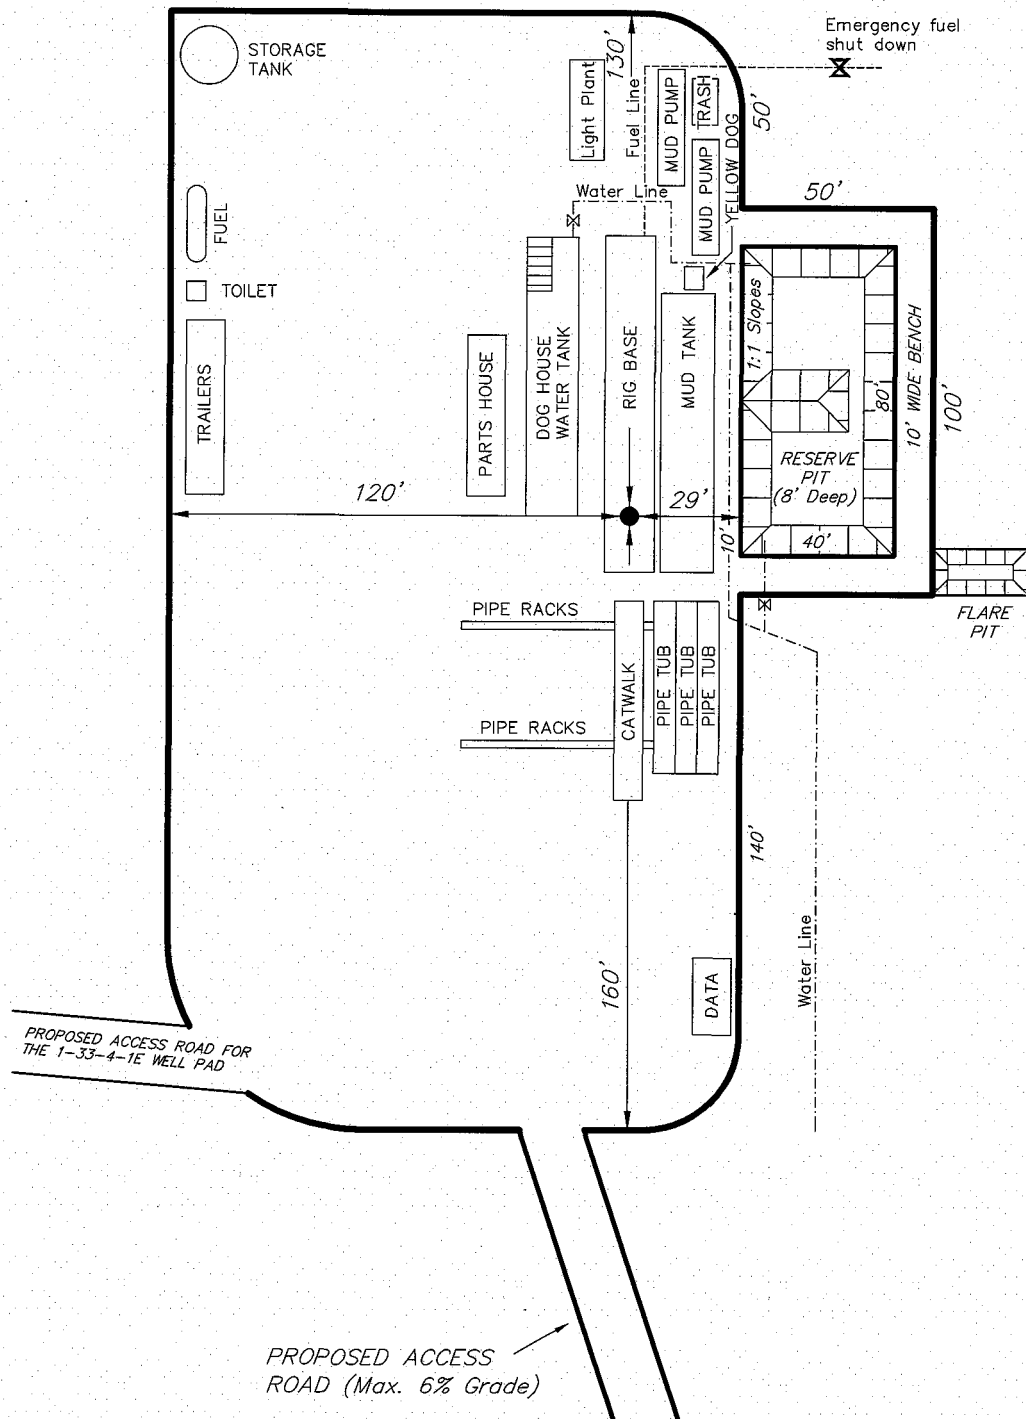 Emergency fuel
shut down
STORAGE
TANK
130'
Light Plant
Fuel Line
MUD PUMP
TRASH
50'
MUD PUMP
YELLOW DOG
Water Line
50'
FUEL
TOILET
TRAILERS
PARTS HOUSE
DOG HOUSE
WATER TANK
RIG BASE
MUD TANK
1:1 Slopes
80'
10' WIDE BENCH
100'
RESERVE
PIT
(8' Deep)
120'
29'
10'
40'
FLARE
PIT
PIPE RACKS
PIPE RACKS
CATWALK
PIPE TUB
PIPE TUB
PIPE TUB
140'
160'
DATA
Water Line
PROPOSED ACCESS ROAD FOR
THE 1-33-4-1E WELL PAD
PROPOSED ACCESS
ROAD (Max. 6% Grade)